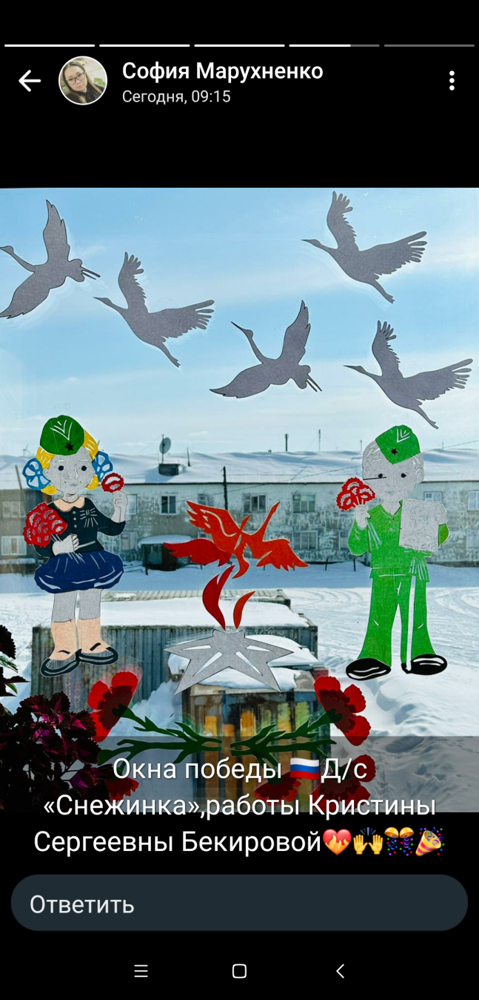 София Марухненко
Сегодня, 09:15
Окна победы 🇷🇺Д/с
«Снежинка»,работы Кристины
Сергеевны Бекировой💖🙌🎊🎉
Ответить